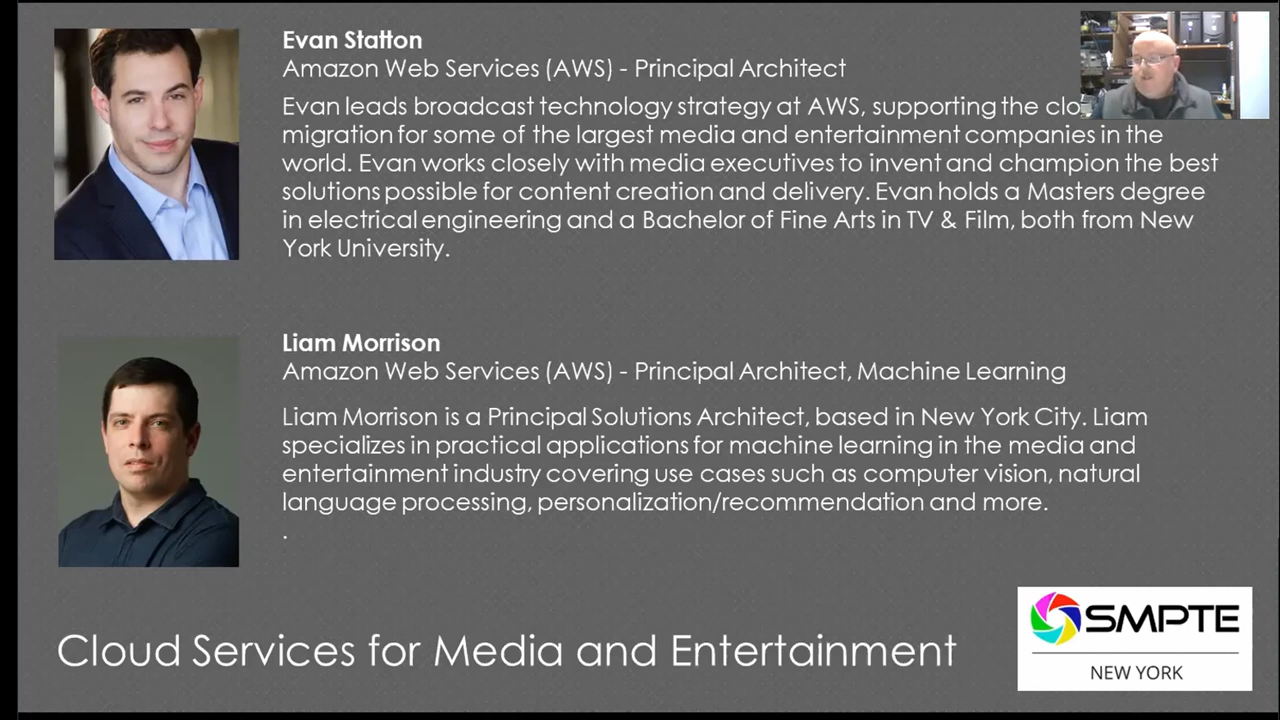 Evan Statton
Amazon Web Services (AWS) - Principal Architect
Evan leads broadcast technology strategy at AWS, supporting the
migration for some of the largest media and entertainment companies in the
world. Evan works closely with media executives to invent and champion the best
solutions possible for content creation and delivery. Evan holds a Masters degree
in electrical engineering and a Bachelor of Fine Arts in TV & Film, both from New
York University.
Liam Morrison
Amazon Web Services (AWS) - Principal Architect, Machine Learning
Liam Morrison is a Principal Solutions Architect, based in New York City. Liam
specializes in practical applications for machine learning in the media and
entertainment industry covering use cases such as computer vision, natural
language processing, personalization/recommendation and more.
.
Cloud Services for Media and Entertainment
SMPTE
NEW YORK